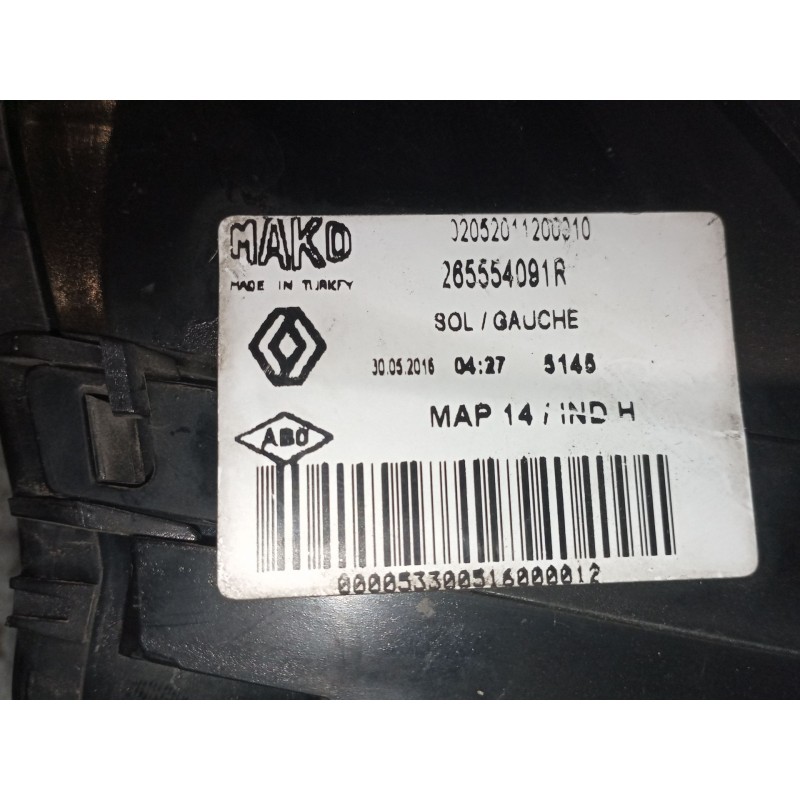 MAKO
02052011200310
MADE IN TURKEY
265554091R
SOL / GAUCHE
30.05.2016 04:27 5145
MAP 14 / IND H
ABO
000053300516000012